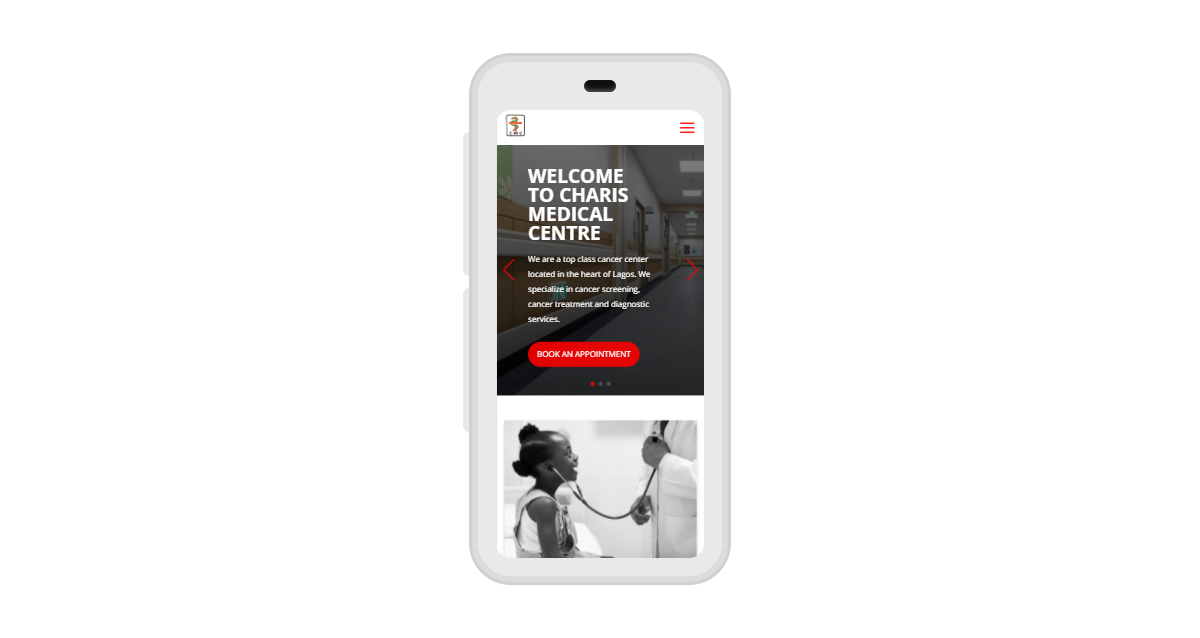 CMC
WELCOME
TO CHARIS
MEDICAL
CENTRE
We are a top class cancer center
located in the heart of Lagos. We
specialize in cancer screening,
cancer treatment and diagnostic
services.
BOOK AN APPOINTMENT